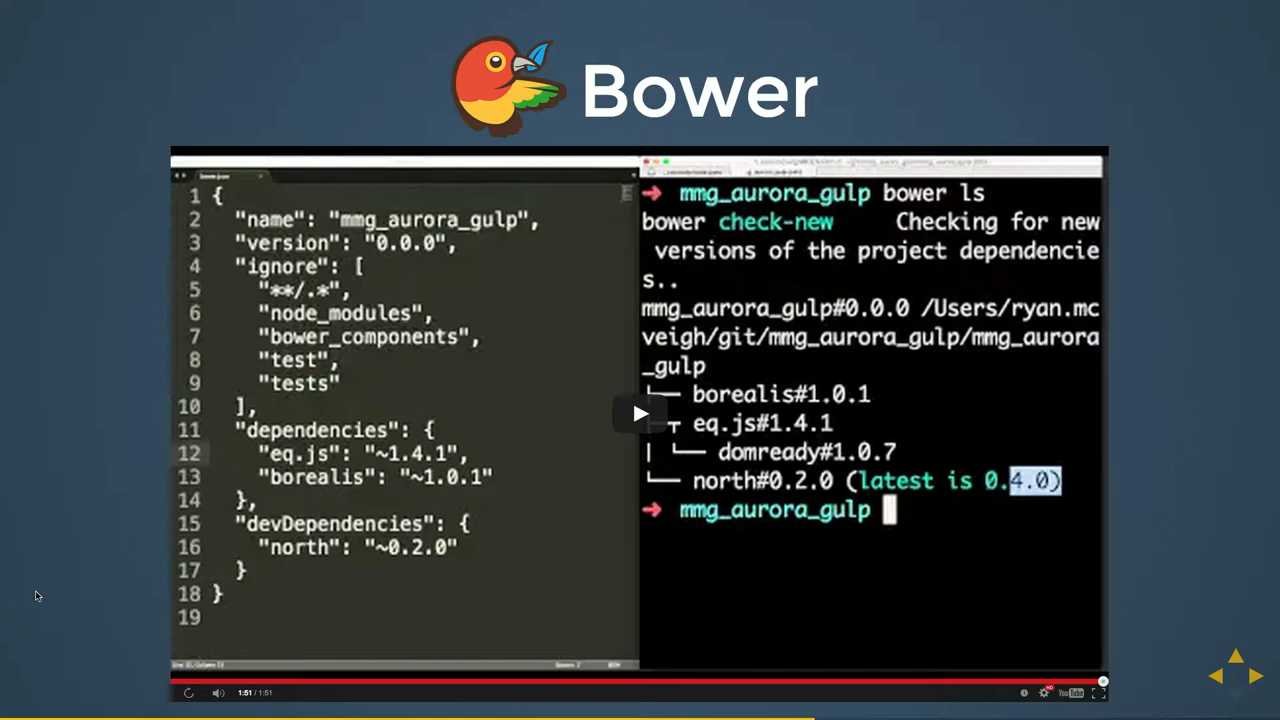 Bower
1 {
2 "name": "mmg_aurora_gulp",
3 "version": "0.0.0",
4 "ignore": [
5 "**/.*",
6 "node_modules",
7 "bower_components",
8 "test",
9 "tests"
10 ],
11 "dependencies": {
12 "eq.js": "~1.4.1",
13 "borealis": "~1.0.1"
14 },
15 "devDependencies": {
16 "north": "~0.2.0"
17 }
18 }
19
➜ mmg_aurora_gulp bower ls
bower check-new Checking for new
versions of the project dependencie
s..
mmg_aurora_gulp#0.0.0 /Users/ryan.mc
veigh/git/mmg_aurora_gulp/mmg_aurora
_gulp
├── borealis#1.0.1
├─┬ eq.js#1.4.1
│ └── domready#1.0.7
└── north#0.2.0 (latest is 0.4.0)
➜ mmg_aurora_gulp
1:51 / 1:51
HD
YouTube